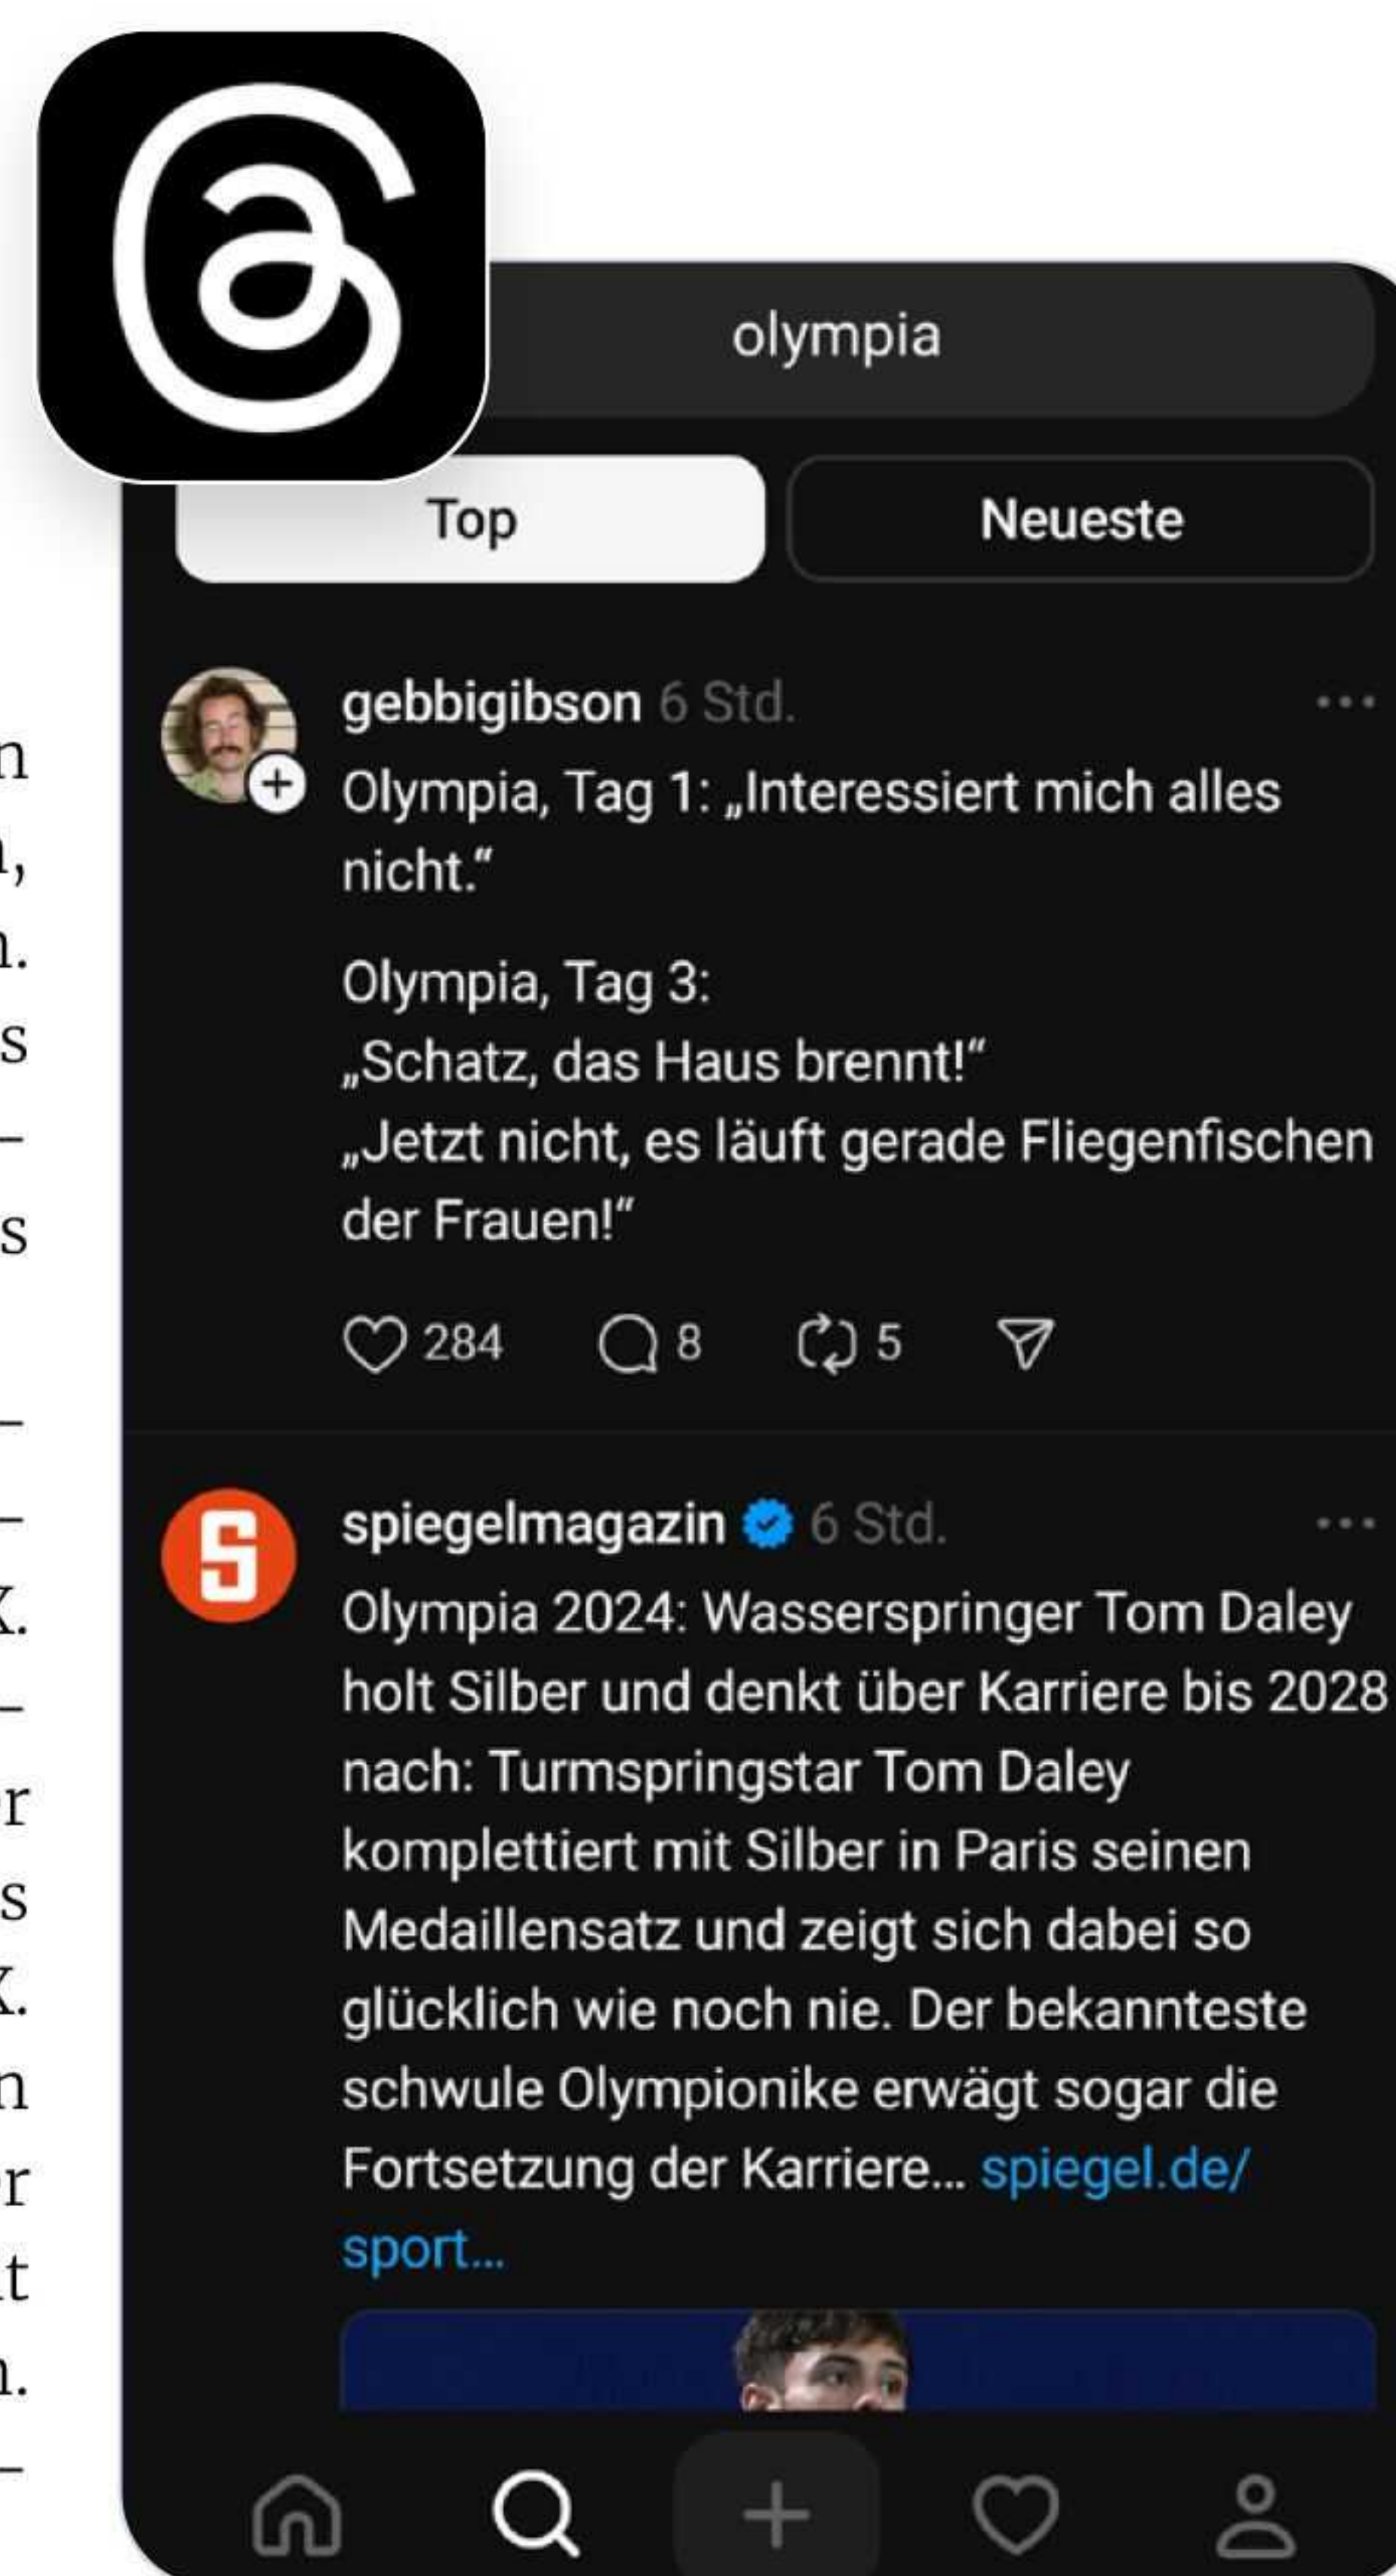 olympia
Top
Neueste
gebbigibson 6 Std.
Olympia, Tag 1: „Interessiert mich alles
nicht.“
Olympia, Tag 3:
„Schatz, das Haus brennt!“
„Jetzt nicht, es läuft gerade Fliegenfischen
der Frauen!“
284 8 5
spiegelmagazin 6 Std.
Olympia 2024: Wasserspringer Tom Daley
holt Silber und denkt über Karriere bis 2028
nach: Turmspringstar Tom Daley
komplettiert mit Silber in Paris seinen
Medaillensatz und zeigt sich dabei so
glücklich wie noch nie. Der bekannteste
schwule Olympionike erwägt sogar die
Fortsetzung der Karriere... spiegel.de/
sport...